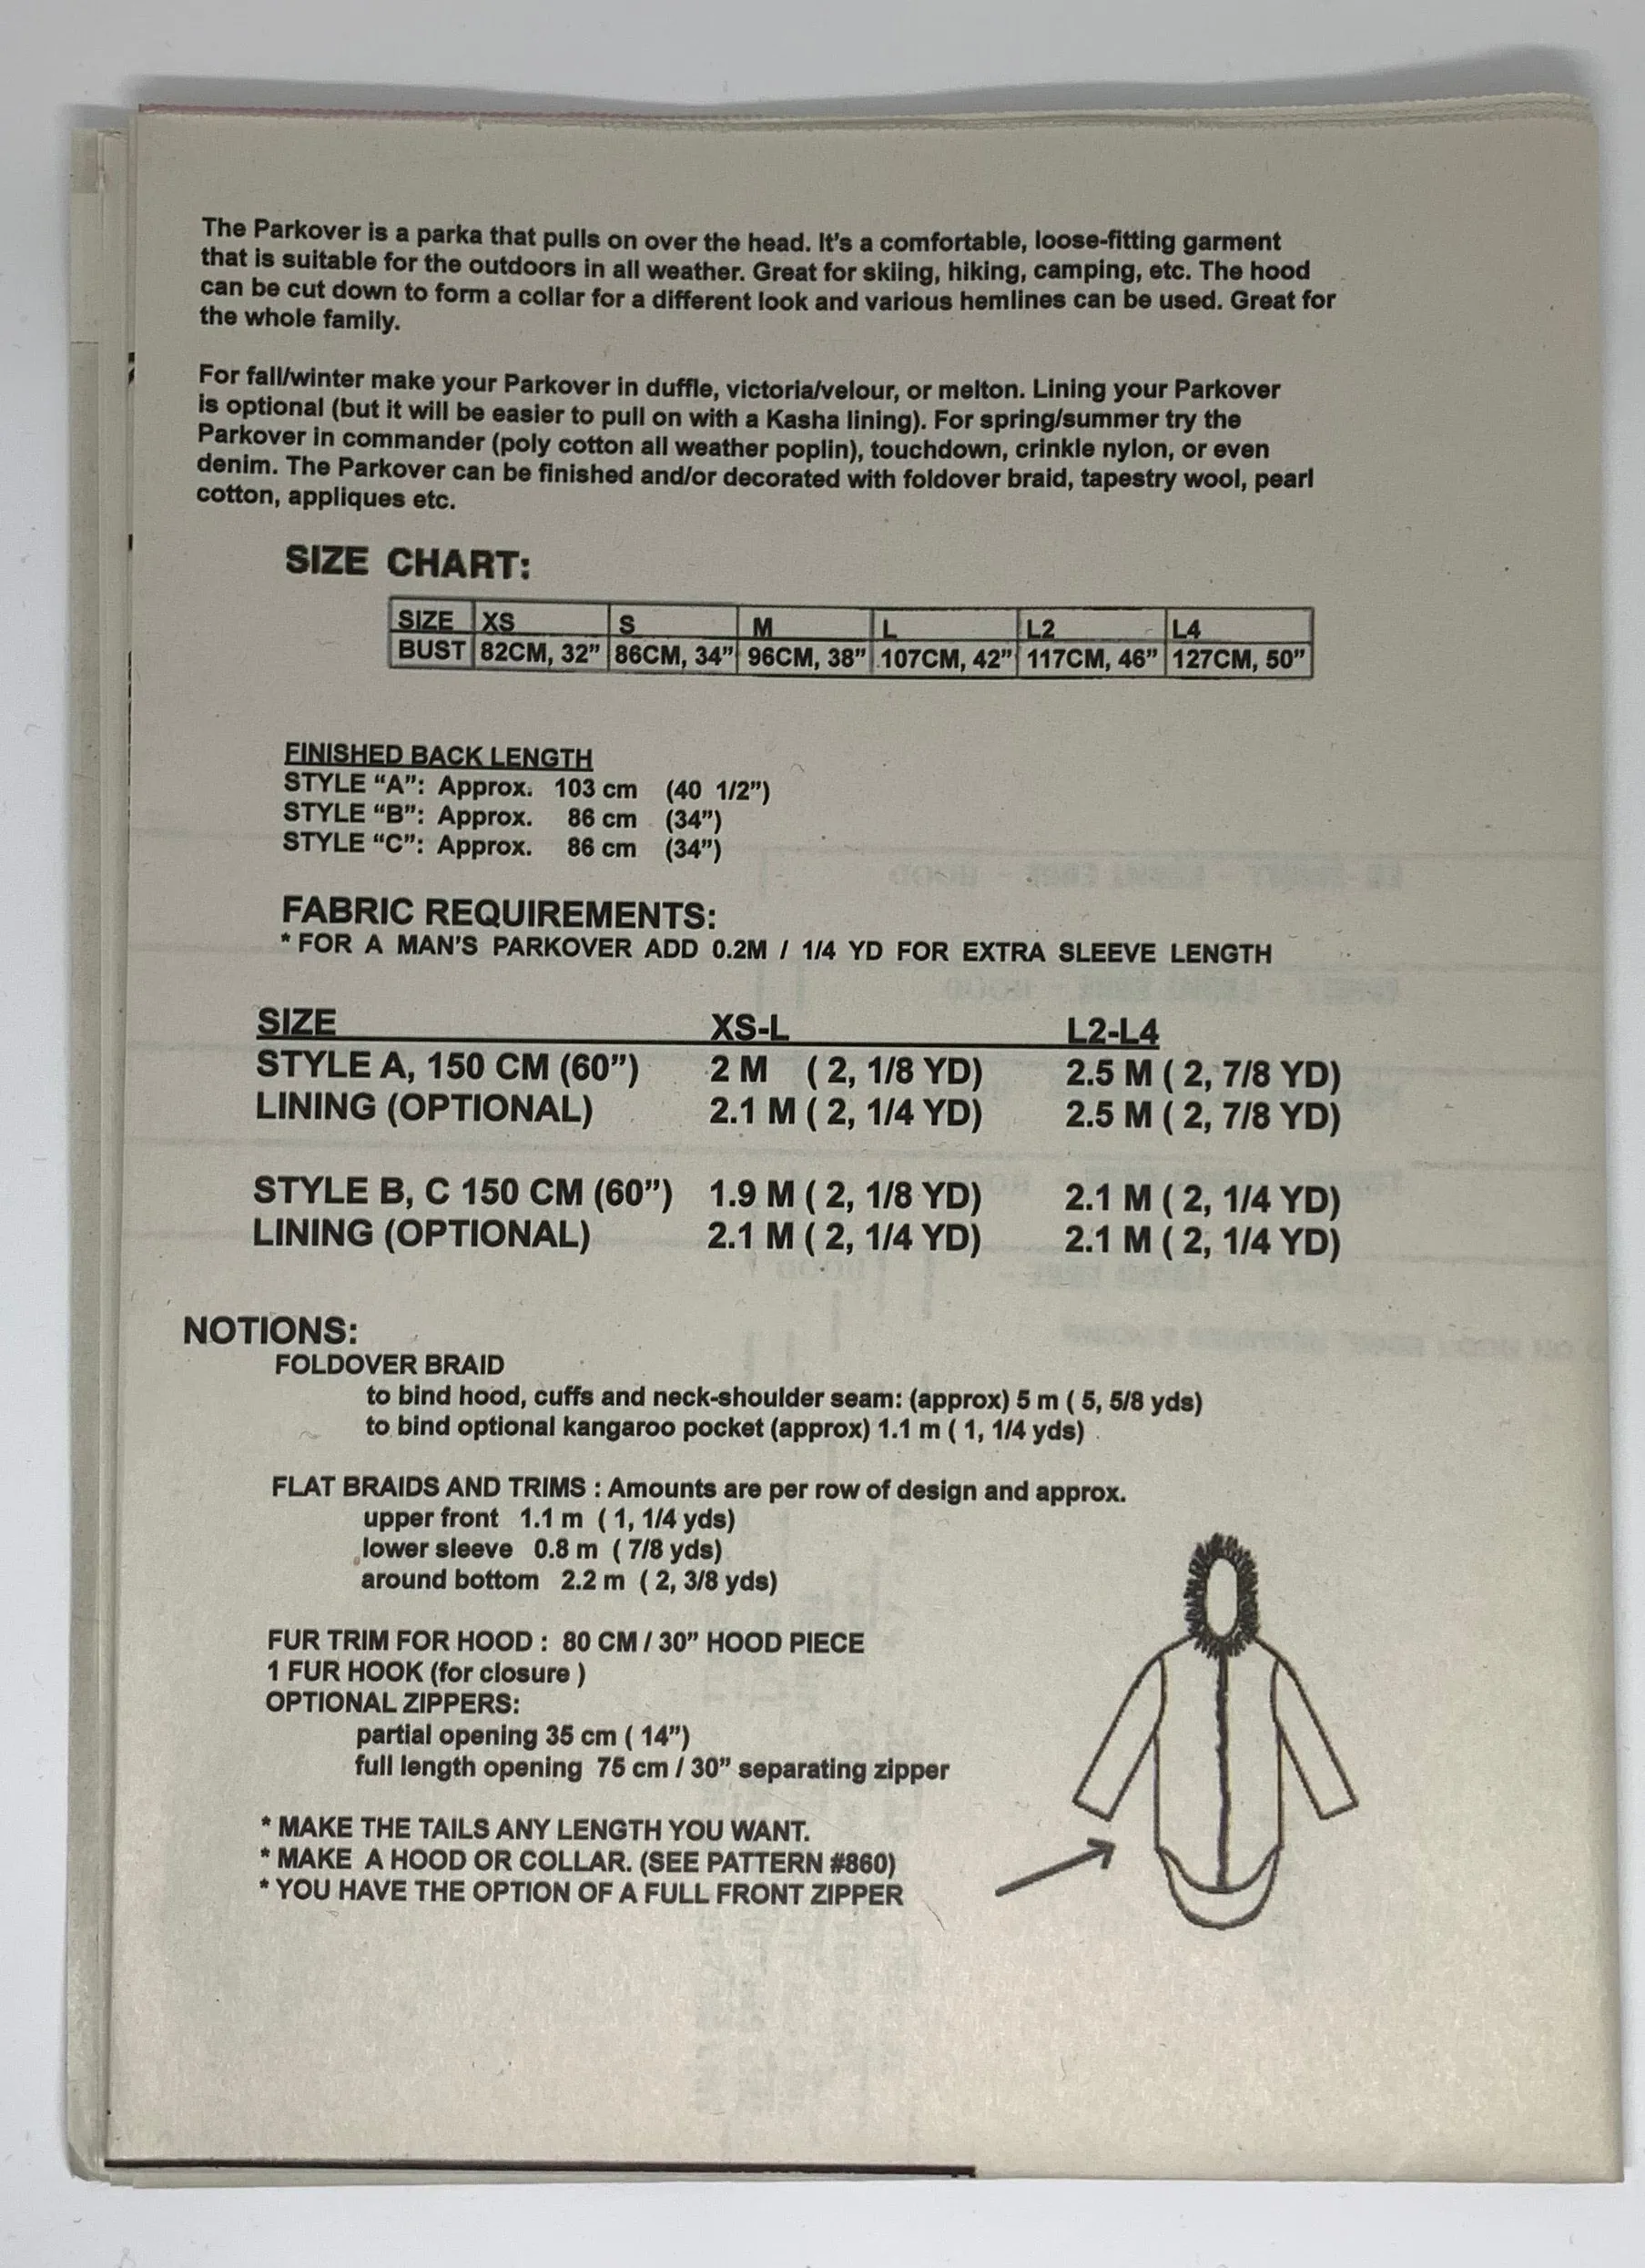 The Parkover is a parka that pulls on over the head. It's a comfortable, loose-fitting garment
that is suitable for the outdoors in all weather. Great for skiing, hiking, camping, etc. The hood
can be cut down to form a collar for a different look and various hemlines can be used. Great for
the whole family.
For fall/winter make your Parkover in duffle, victoria/velour, or melton. Lining your Parkover
is optional (but it will be easier to pull on with a Kasha lining). For spring/summer try the
Parkover in commander (poly cotton all weather poplin), touchdown, crinkle nylon, or even
denim. The Parkover can be finished and/or decorated with foldover braid, tapestry wool, pearl
cotton, appliques etc.
SIZE CHART:
SIZE XS S M L L2 L4
BUST 82CM, 32” 86CM, 34” 96CM, 38” 107CM, 42” 117CM, 46” 127CM, 50”
FINISHED BACK LENGTH
STYLE “A”: Approx. 103 cm (40 1/2”)
STYLE “B”: Approx. 86 cm (34”)
STYLE “C”: Approx. 86 cm (34”)
FABRIC REQUIREMENTS:
* FOR A MAN'S PARKOVER ADD 0.2M / 1/4 YD FOR EXTRA SLEEVE LENGTH
SIZE XS-L L2-L4
STYLE A, 150 CM (60”) 2 M ( 2, 1/8 YD) 2.5 M ( 2, 7/8 YD)
LINING (OPTIONAL) 2.1 M ( 2, 1/4 YD) 2.5 M ( 2, 7/8 YD)
STYLE B, C 150 CM (60”) 1.9 M ( 2, 1/8 YD) 2.1 M ( 2, 1/4 YD)
LINING (OPTIONAL) 2.1 M ( 2, 1/4 YD) 2.1 M ( 2, 1/4 YD)
NOTIONS:
FOLDOVER BRAID
to bind hood, cuffs and neck-shoulder seam: (approx) 5 m ( 5, 5/8 yds)
to bind optional kangaroo pocket (approx) 1.1 m ( 1, 1/4 yds)
FLAT BRAIDS AND TRIMS : Amounts are per row of design and approx.
upper front 1.1 m ( 1, 1/4 yds)
lower sleeve 0.8 m ( 7/8 yds)
around bottom 2.2 m ( 2, 3/8 yds)
FUR TRIM FOR HOOD : 80 CM / 30” HOOD PIECE
1 FUR HOOK (for closure )
OPTIONAL ZIPPERS:
partial opening 35 cm ( 14”)
full length opening 75 cm / 30” separating zipper
* MAKE THE TAILS ANY LENGTH YOU WANT.
* MAKE A HOOD OR COLLAR. (SEE PATTERN #860)
* YOU HAVE THE OPTION OF A FULL FRONT ZIPPER